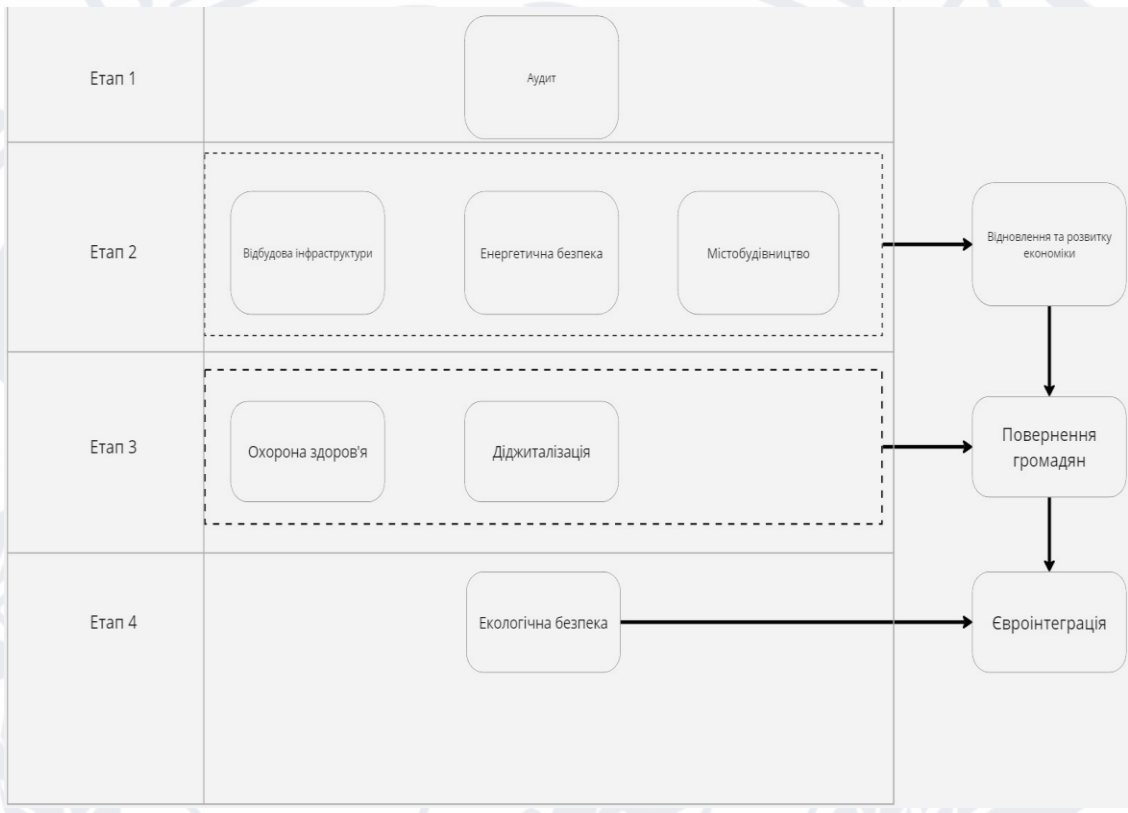 Етап 1
Аудит
Етап 2
Відбудова інфраструктури
Енергетична безпека
Містобудівництво
Відновлення та розвитку
економіки
Етап 3
Охорона здоров'я
Діджиталізація
Повернення
громадян
Етап 4
Екологічна безпека
Євроінтеграція